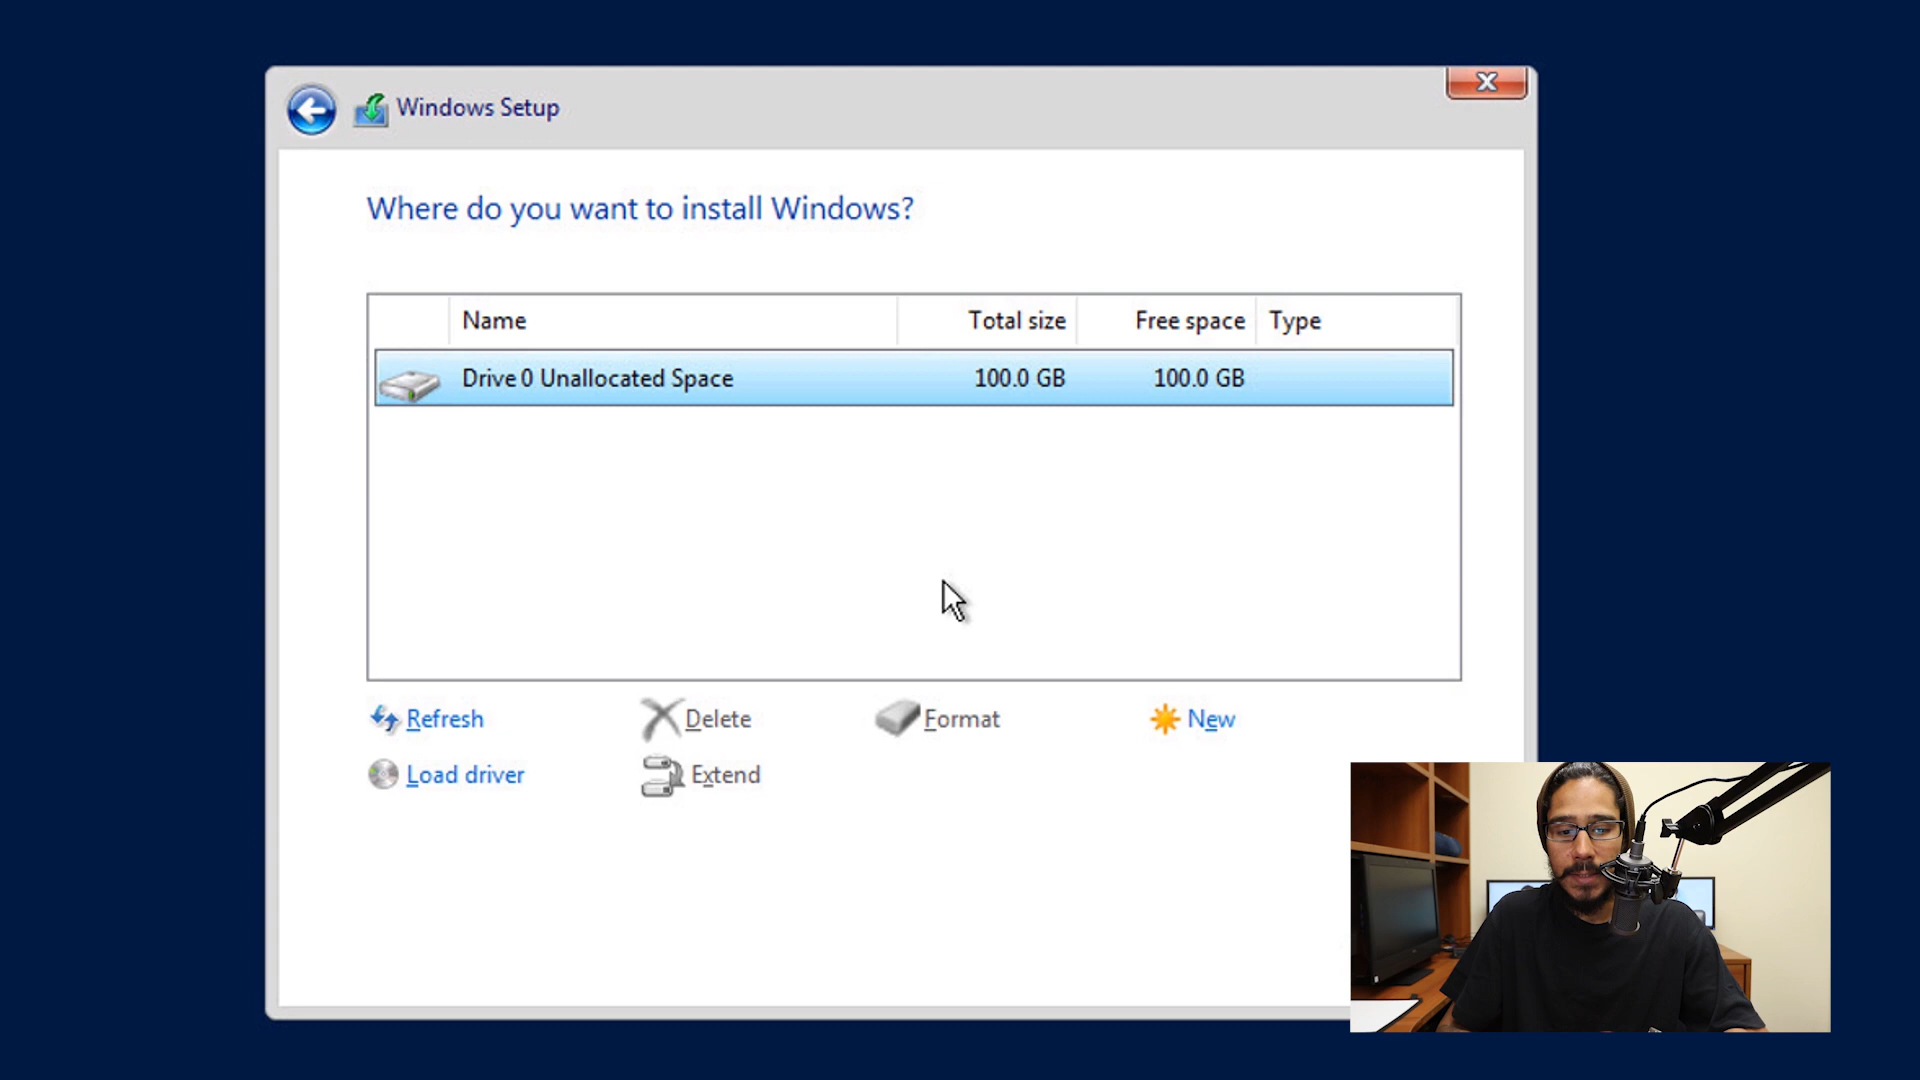 Windows Setup
Where do you want to install Windows?
Name Total size Free space Type
Drive 0 Unallocated Space 100.0 GB 100.0 GB
Refresh Delete Format New
Load driver Extend